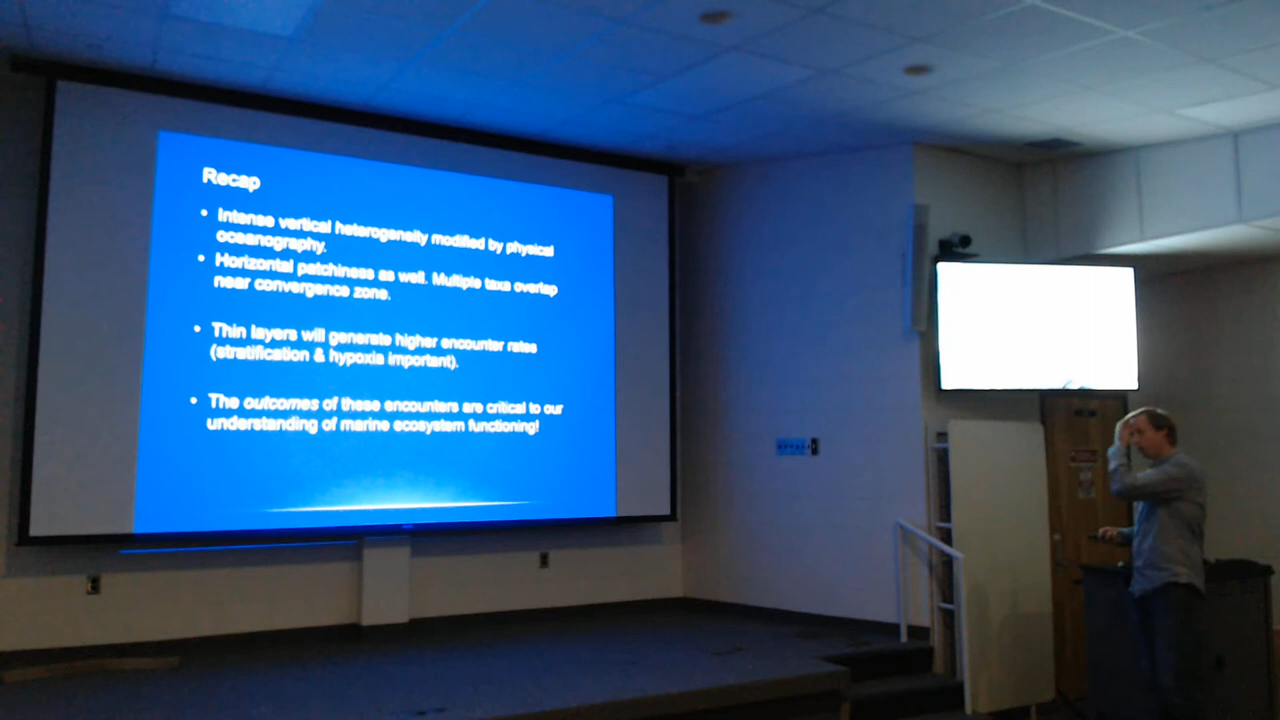 Recap
• Intense vertical heterogeneity modified by physical
oceanography.
• Horizontal patchiness as well. Multiple taxa overlap
near convergence zone.
• Thin layers will generate higher encounter rates
(stratification & hypoxia important).
• The outcomes of these encounters are critical to our
understanding of marine ecosystem functioning!